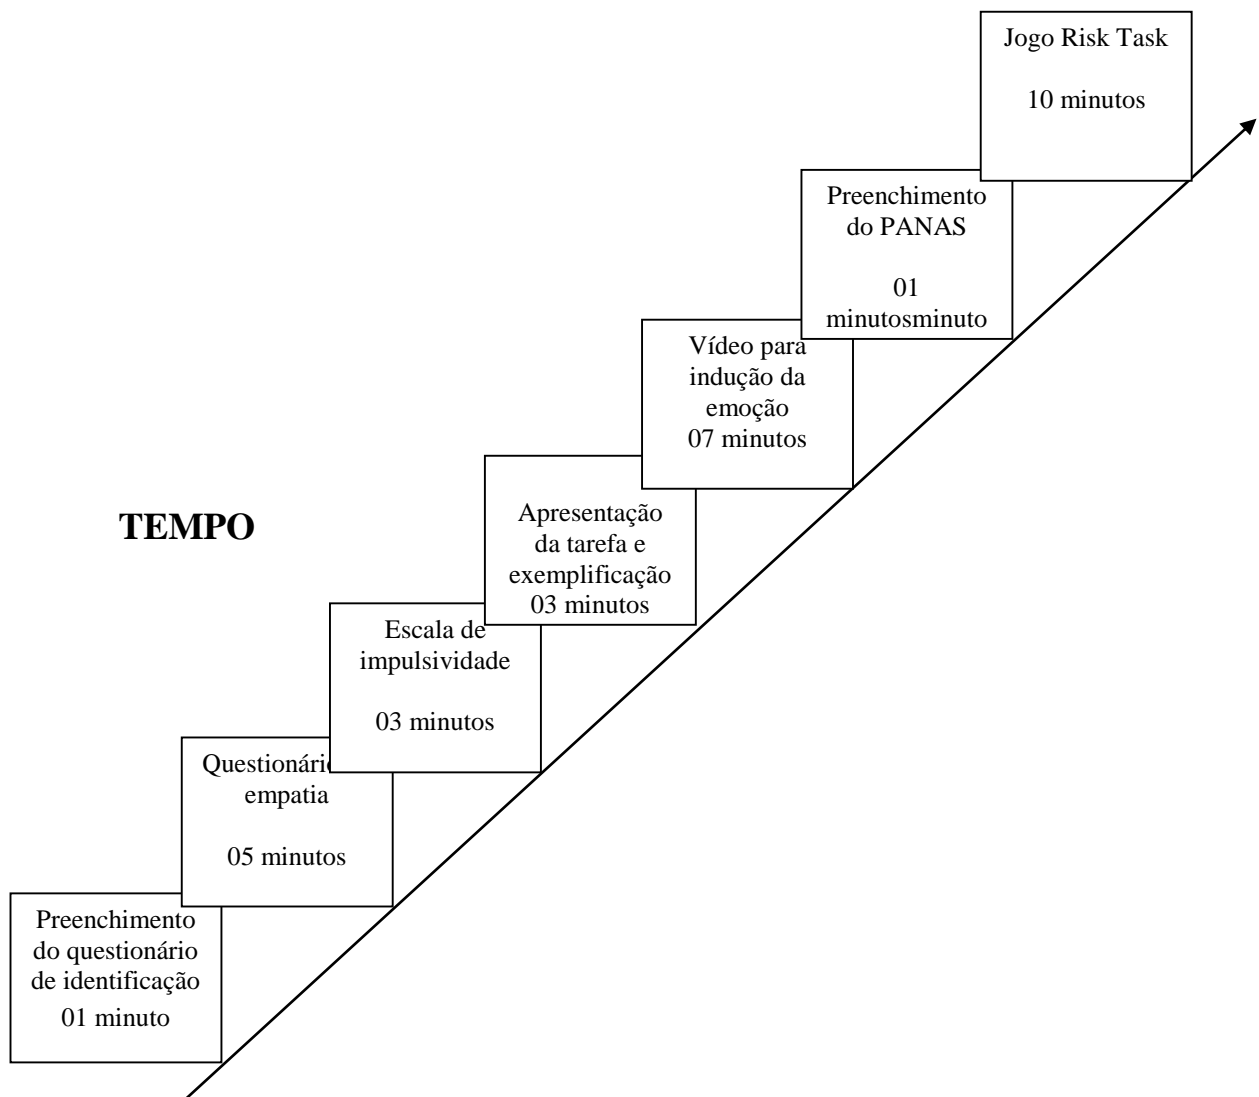 Jogo Risk Task
10 minutos
Preenchimento
do PANAS
01
minutosminuto
Vídeo para
indução da
emoção
07 minutos
TEMPO
Apresentação
da tarefa e
exemplificação
03 minutos
Escala de
impulsividade
03 minutos
Questionári
empatia
05 minutos
Preenchimento
do questionário
de identificação
01 minuto